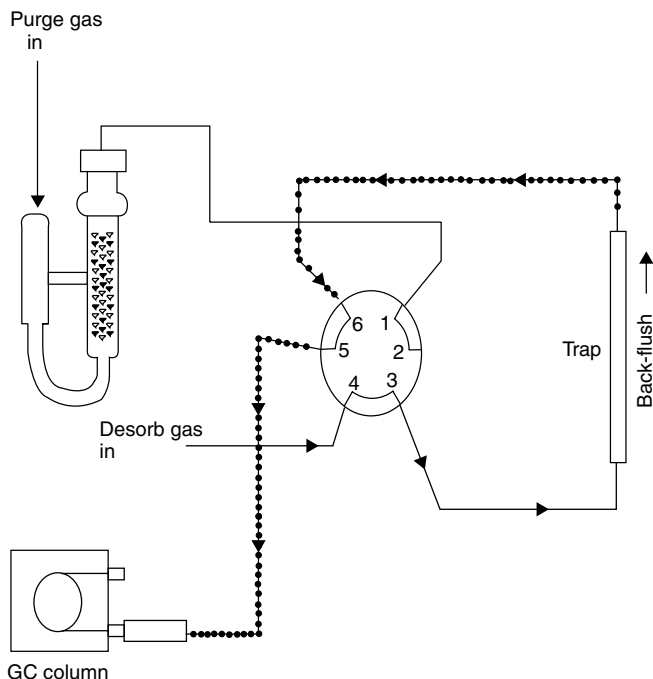 Purge gas
in
6
1
5
2
4
3
Trap
Back-flush
Desorb gas
in
GC column